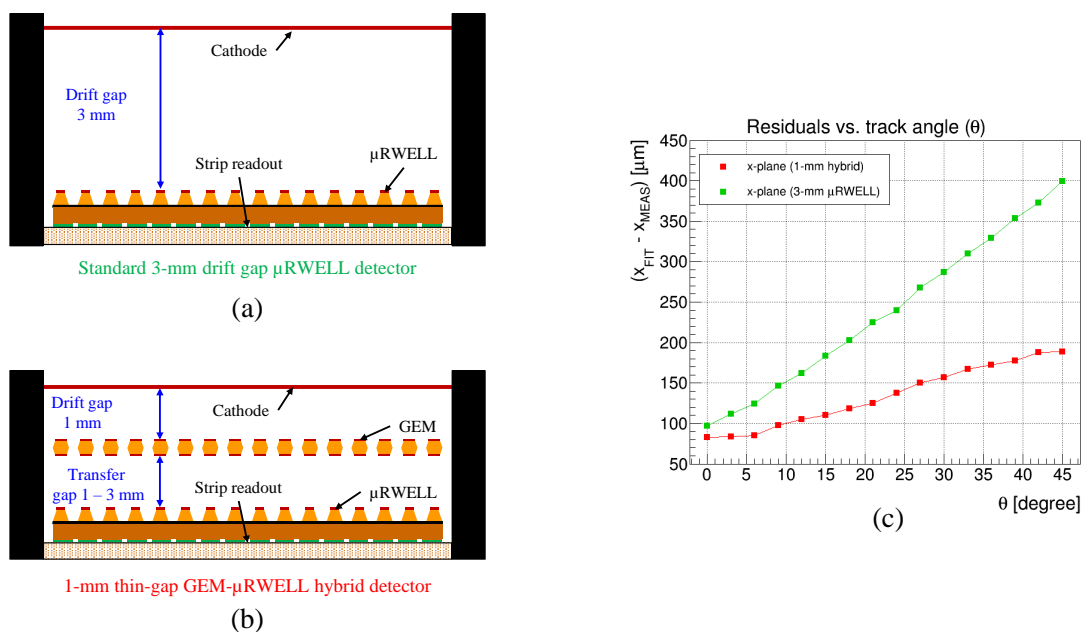 Cathode
Drift gap
3 mm
Strip readout
μRWELL
Standard 3-mm drift gap μRWELL detector
(a)
Drift gap
1 mm
Cathode
GEM
Transfer
gap 1 – 3 mm
Strip readout
μRWELL
1-mm thin-gap GEM-μRWELL hybrid detector
(b)
Residuals vs. track angle (θ)
(x_FIT - x_MEAS) [μm]
450
400
350
300
250
200
150
100
50
x-plane (1-mm hybrid)
x-plane (3-mm μRWELL)
0 5 10 15 20 25 30 35 40 45
θ [degree]
(c)